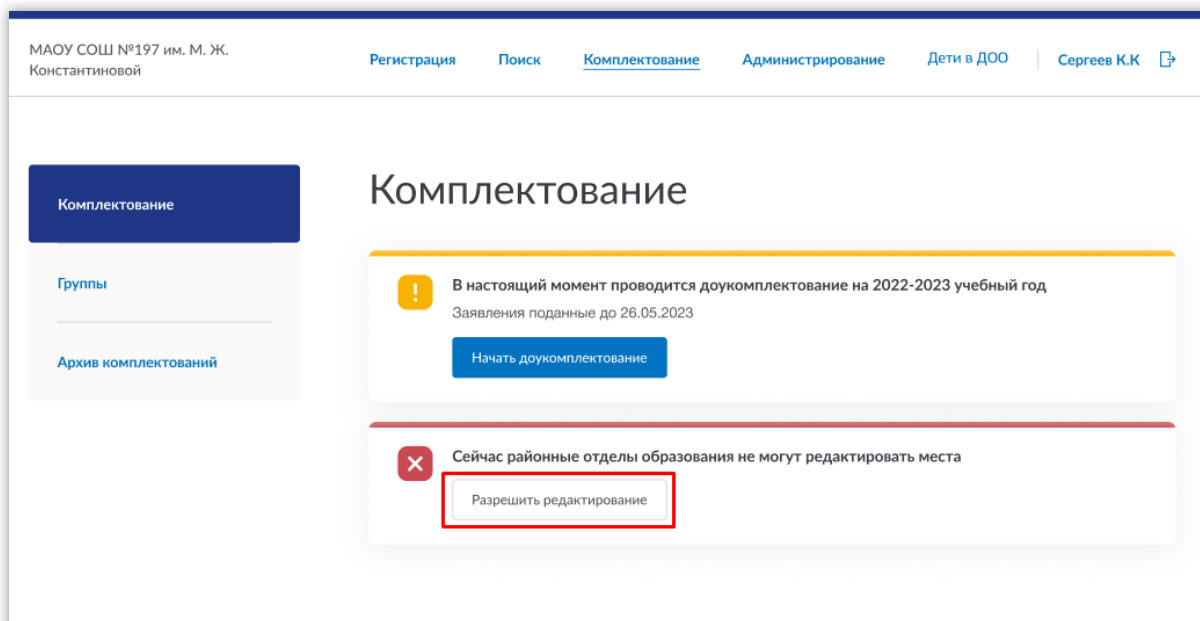 МАОУ СОШ №197 им. М. Ж.
Константиновой
Регистрация Поиск Комплектование Администрирование Дети в ДОО Сергеев К.К
Комплектование
Группы
Архив комплектований
Комплектование
В настоящий момент проводится доукомплектование на 2022-2023 учебный год
Заявления поданные до 26.05.2023
Начать доукомплектование
Сейчас районные отделы образования не могут редактировать места
Разрешить редактирование